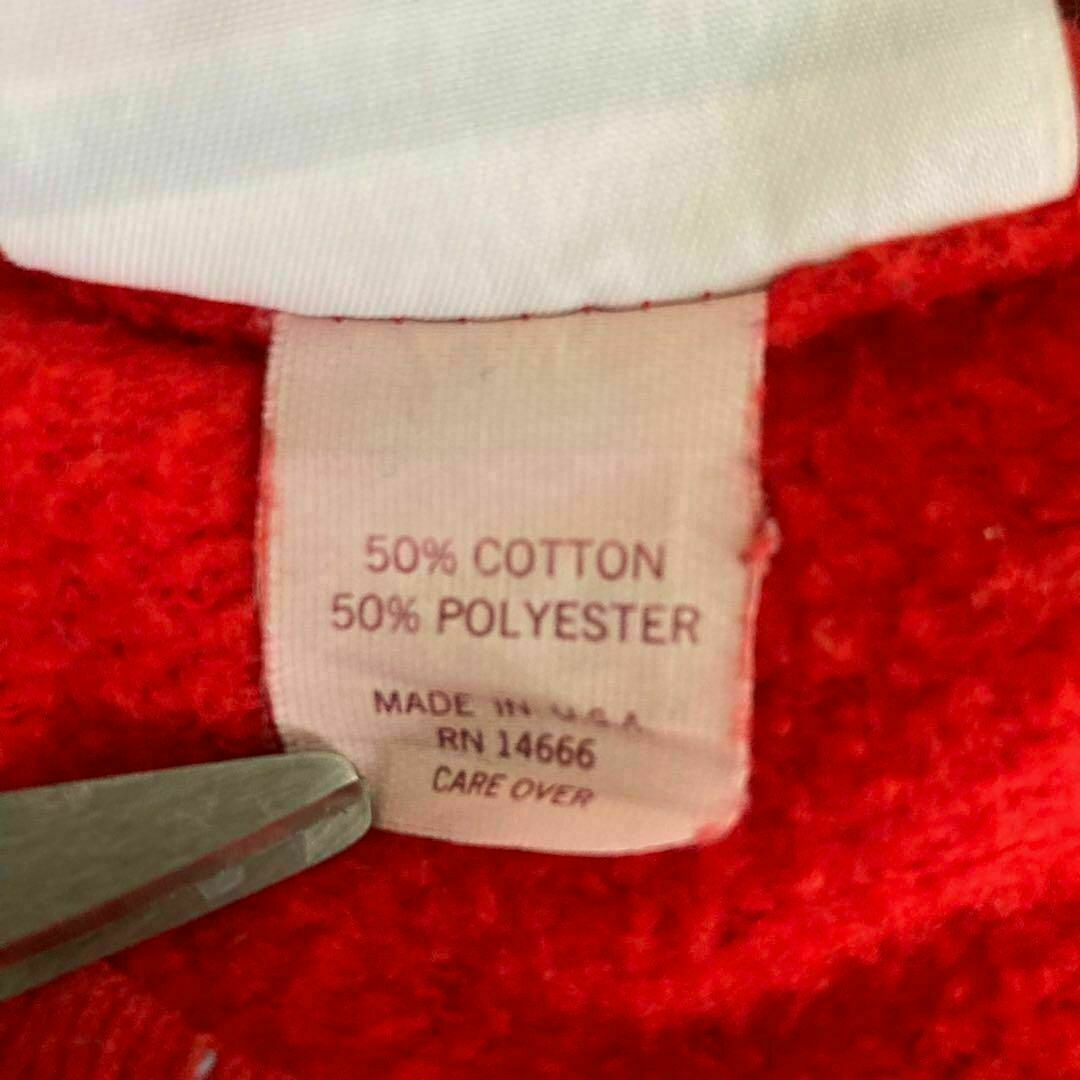 50% COTTON
50% POLYESTER
MADE IN U.S.A.
RN 14666
CARE OVER